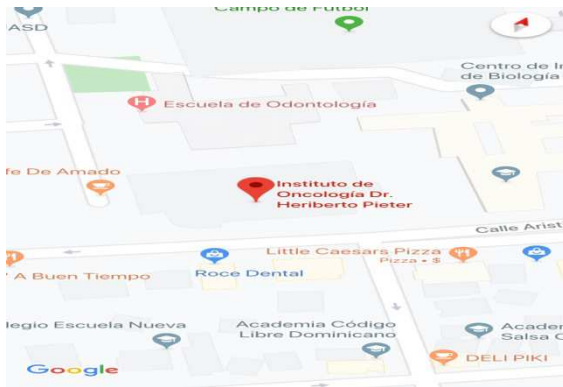 Campo de Fútbol
ASD
Centro de I
de Biología
Escuela de Odontología
fe De Amado
Instituto de
Oncología Dr.
Heriberto Pieter
Calle Arist
Little Caesars Pizza
Pizza • $
A Buen Tiempo
Roce Dental
legio Escuela Nueva
Academia Código
Libre Dominicano
Acader
Salsa C
DELI PIKI
Google